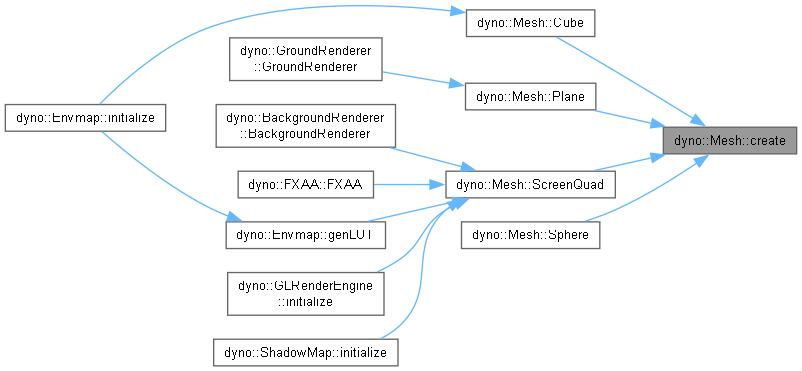 dyno::Mesh::Cube
dyno::GroundRenderer
::GroundRenderer
dyno::Mesh::Plane
dyno::Envmap::initialize
dyno::BackgroundRenderer
::BackgroundRenderer
dyno::Mesh::create
dyno::FXAA::FXAA
dyno::Mesh::ScreenQuad
dyno::Envmap::genLUT
dyno::Mesh::Sphere
dyno::GLRenderEngine
::initialize
dyno::ShadowMap::initialize